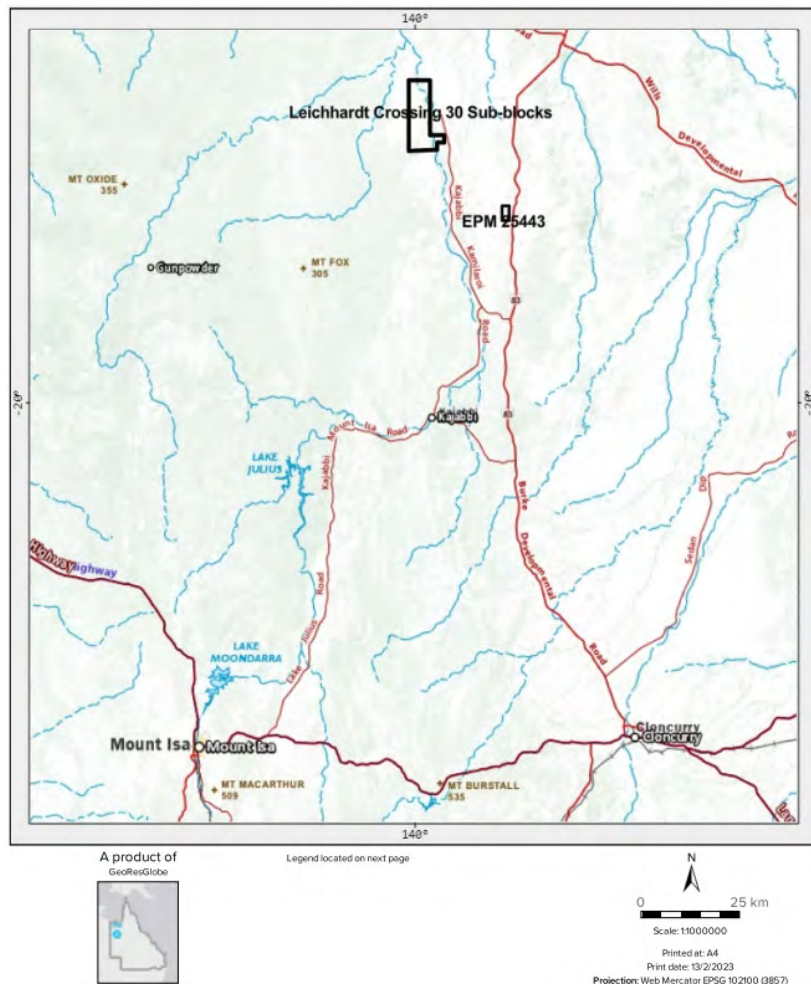 140°
Wills
Developmental
Leichhardt Crossing 30 Sub-blocks
MT OXIDE
355
Kajabbi
EPM 25443
Kamilaroi
Gunpowder
MT FOX
305
83
Road
-20°
-20°
83
Kajabbi
Mount Isa Road
LAKE
JULIUS
Kajabbi
Dip
Sedan
Burke
Developmental
Road
Highway
Highway
Road
Julius
Lake
LAKE
MOONDARRA
Cloncurry
Cloncurry
Mount Isa
Mount Isa
MT MACARTHUR
509
MT BURSTALL
535
140°
A product of
GeoResGlobe
Legend located on next page
N
0 25 km
Scale: 1:1000000
Printed at: A4
Print date: 13/2/2023
Projection: Web Mercator EPSG 102100 (3857)